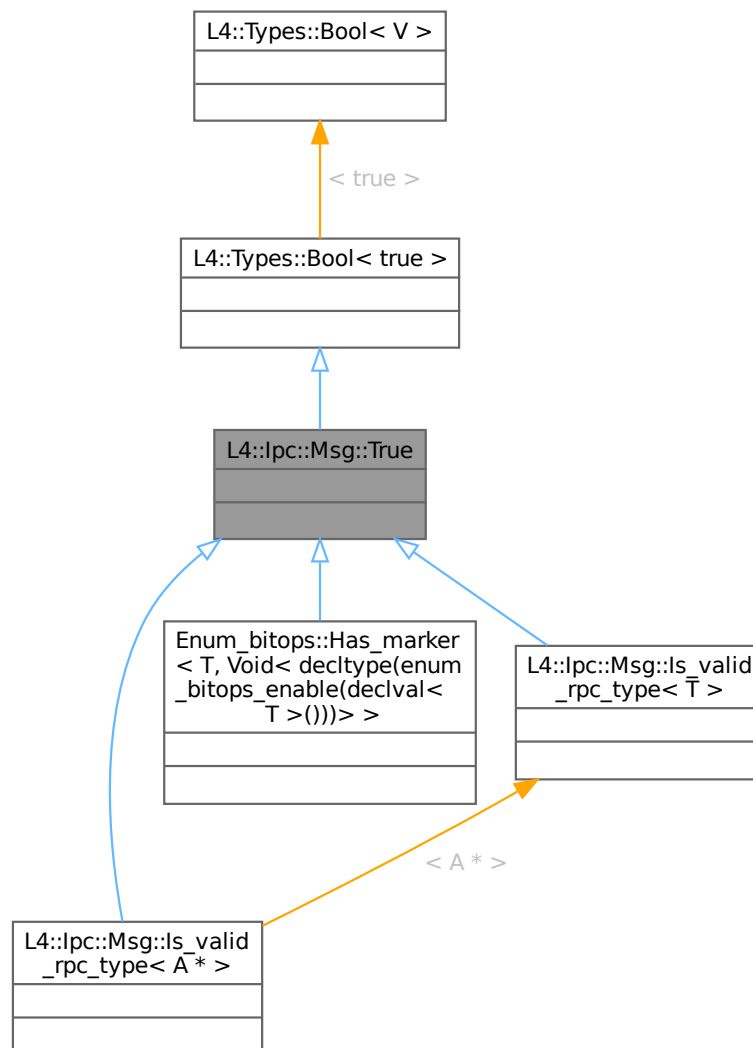 L4::Types::Bool< V >
< true >
L4::Types::Bool< true >
L4::Ipc::Msg::True
Enum_bitops::Has_marker
< T, Void< decltype(enum
_bitops_enable(declval<
T >()))> >
L4::Ipc::Msg::Is_valid
_rpc_type< T >
< A * >
L4::Ipc::Msg::Is_valid
_rpc_type< A * >